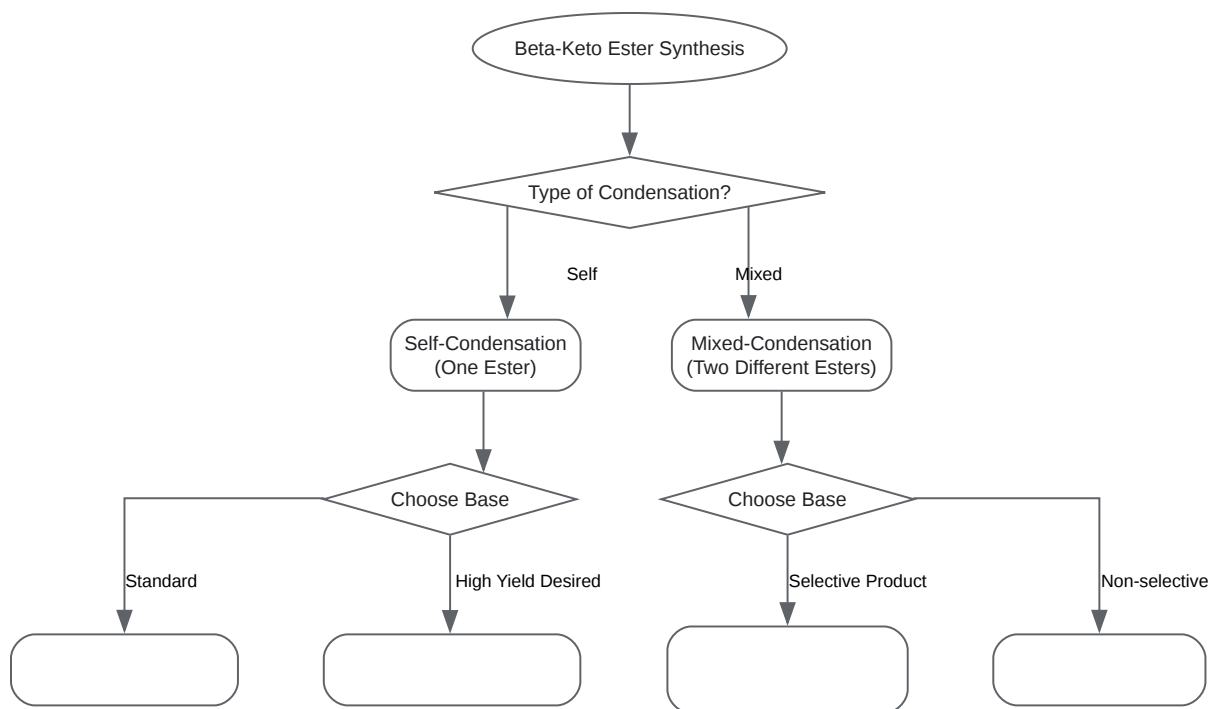 Beta-Keto Ester Synthesis
Type of Condensation?
Self
Mixed
Self-Condensation
(One Ester)
Mixed-Condensation
(Two Different Esters)
Choose Base
Choose Base
Standard
High Yield Desired
Selective Product
Non-selective